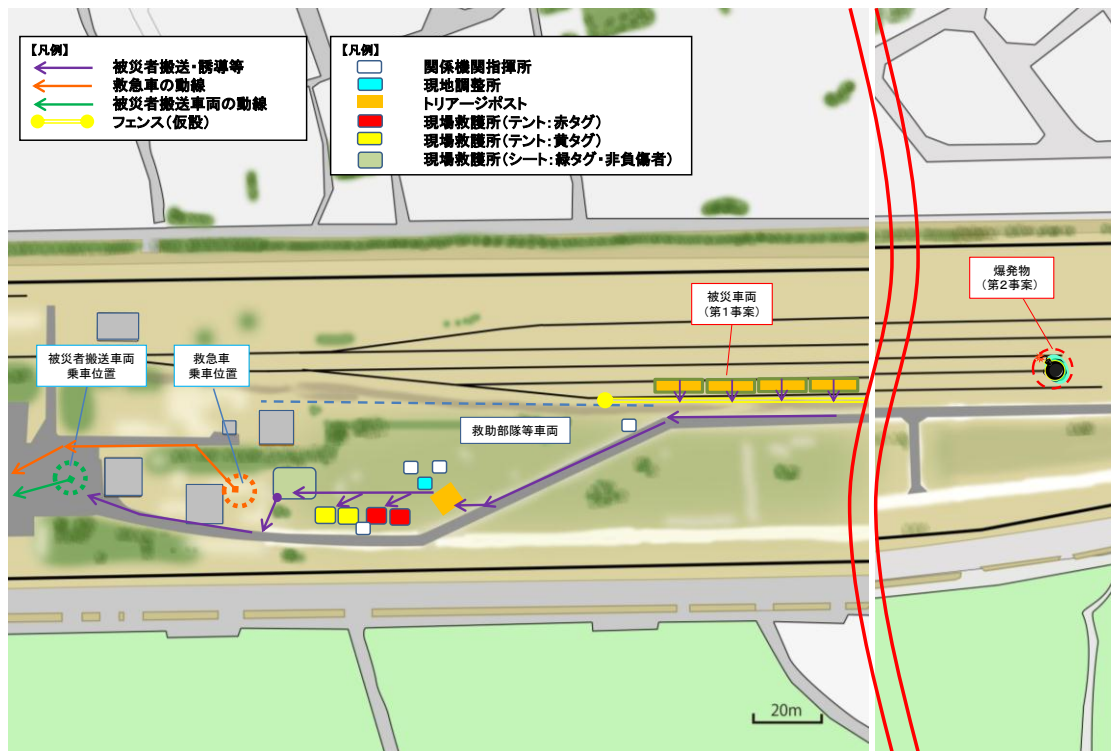 【凡例】
被災者搬送・誘導等
救急車の動線
被災者搬送車両の動線
フェンス(仮設)
【凡例】
関係機関指揮所
現地調整所
トリアージポスト
現場救護所(テント:赤タグ)
現場救護所(テント:黄タグ)
現場救護所(シート:緑タグ・非負傷者)
爆発物
(第2事案)
被災車両
(第1事案)
被災者搬送車両
乗車位置
救急車
乗車位置
救助部隊等車両
20m